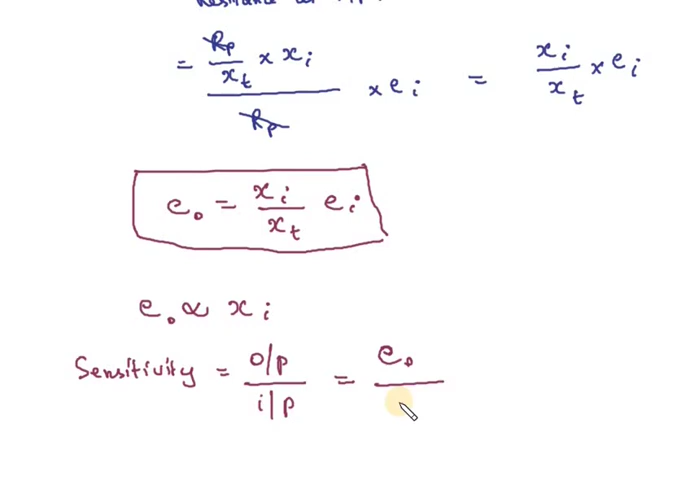 = Rp/xt × xi / Rp × ei = xi/xt × ei
eo = xi/xt ei
eo ∝ xi
Sensitivity = o/p / i/p = eo